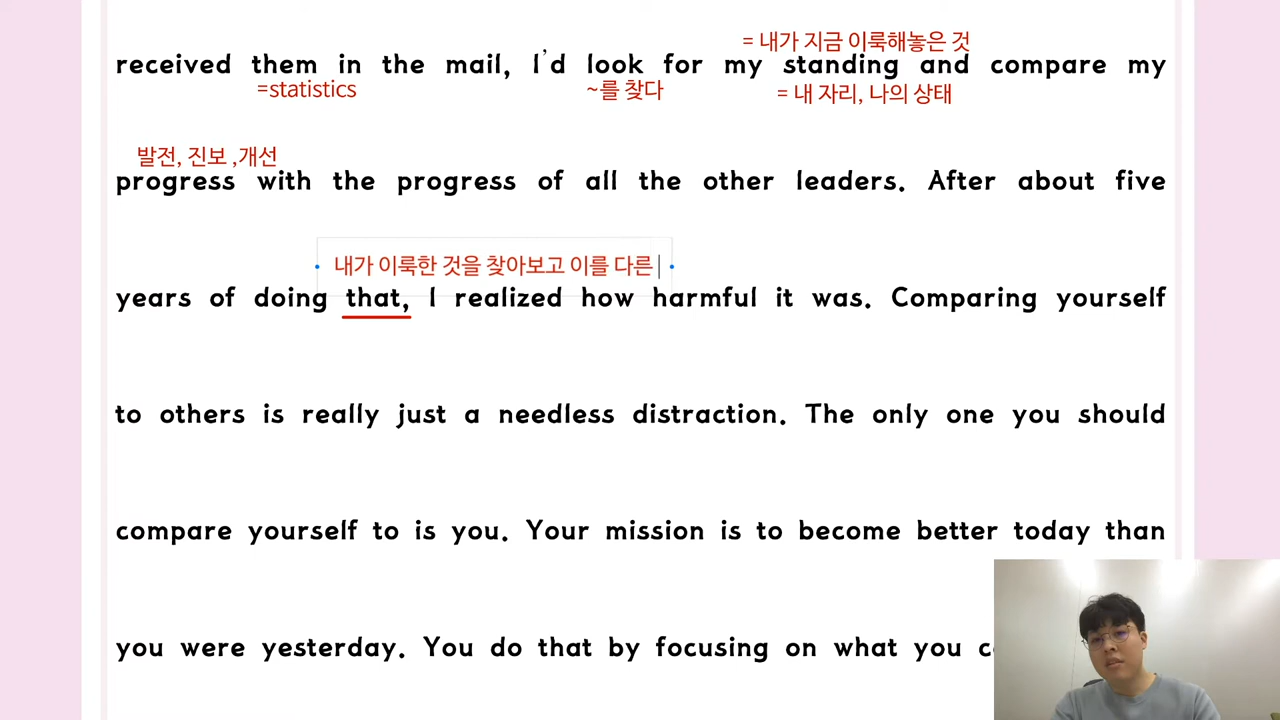 = 내가 지금 이룩해놓은 것
received them in the mail, I'd look for my standing and compare my
=statistics ~를 찾다 = 내 자리, 나의 상태
발전, 진보 ,개선
progress with the progress of all the other leaders. After about five
내가 이룩한 것을 찾아보고 이를 다른
years of doing that, I realized how harmful it was. Comparing yourself
to others is really just a needless distraction. The only one you should
compare yourself to is you. Your mission is to become better today than
you were yesterday. You do that by focusing on what you